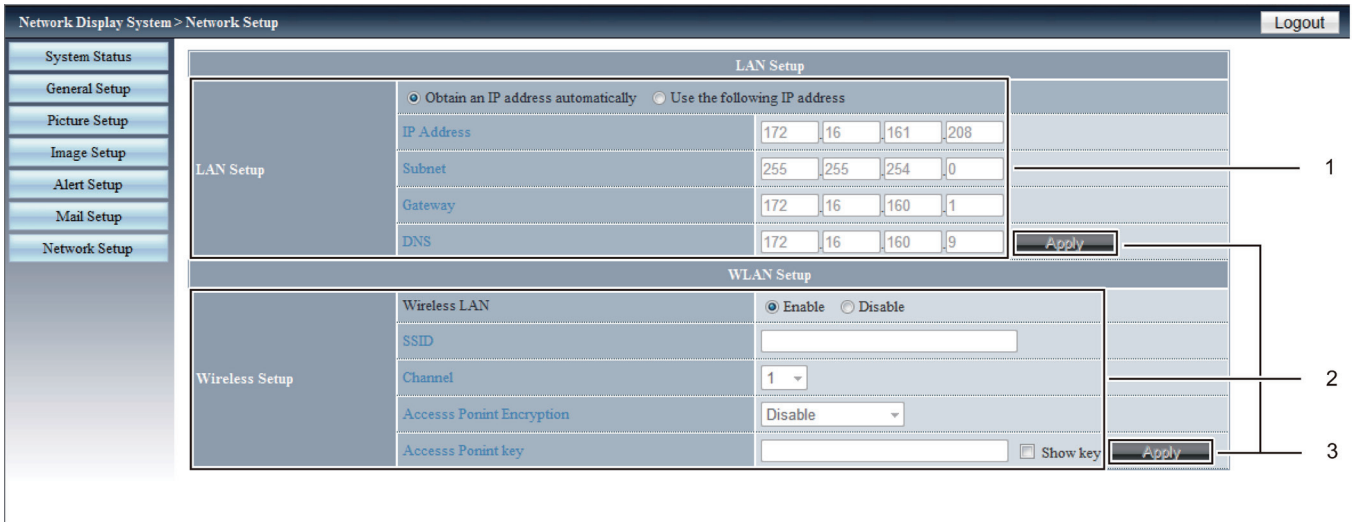 Network Display System > Network Setup
Logout
System Status
General Setup
Picture Setup
Image Setup
Alert Setup
Mail Setup
Network Setup
LAN Setup
LAN Setup
Obtain an IP address automatically Use the following IP address
IP Address 172 .16 .161 .208
Subnet 255 .255 .254 .0
Gateway 172 .16 .160 .1
DNS 172 .16 .160 .9 Apply
1
WLAN Setup
Wireless Setup
Wireless LAN Enable Disable
SSID
Channel 1
Accesss Ponint Encryption Disable
Accesss Ponint key Show key Apply
2
3